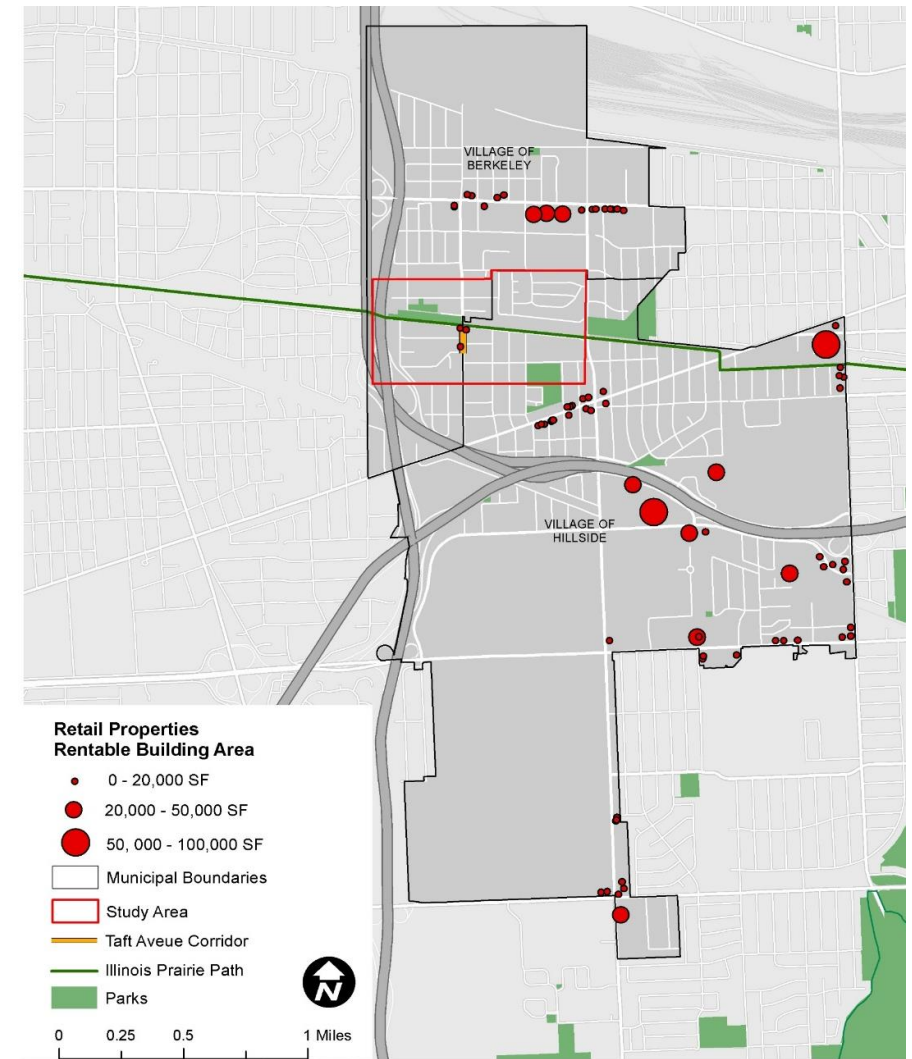 VILLAGE OF
BERKELEY
VILLAGE OF
HILLSIDE
Retail Properties
Rentable Building Area
0 - 20,000 SF
20,000 - 50,000 SF
50, 000 - 100,000 SF
Municipal Boundaries
Study Area
Taft Aveue Corridor
Illinois Prairie Path
Parks
N
0 0.25 0.5 1 Miles